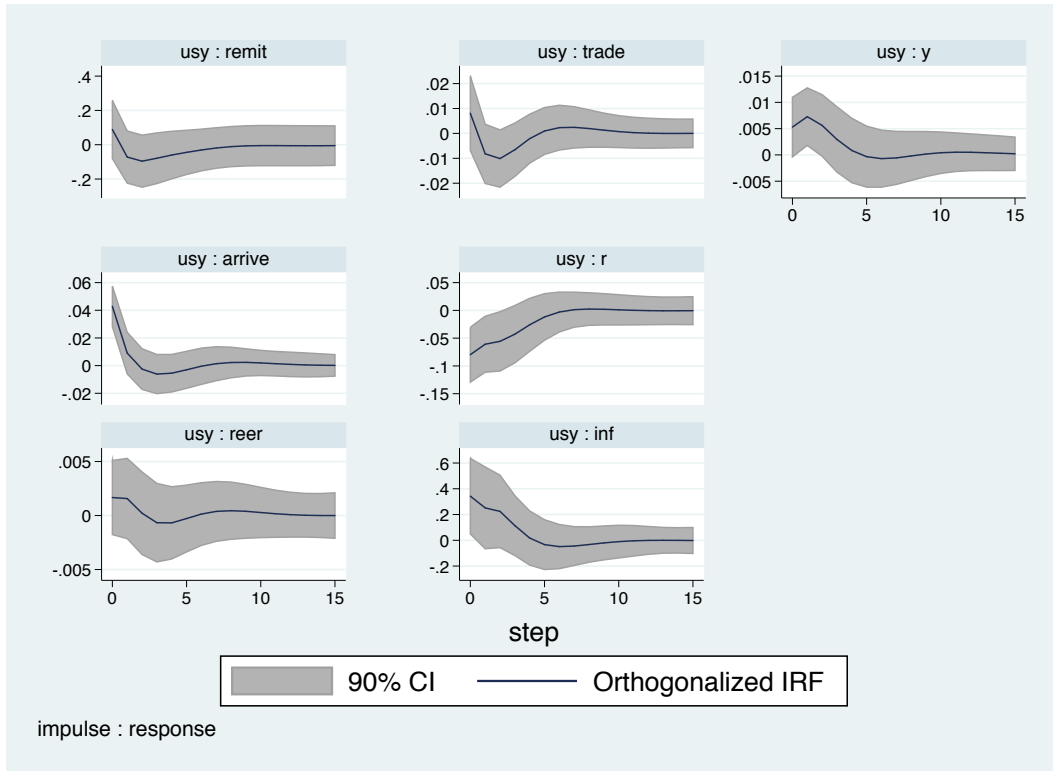 usy : remit
usy : trade
usy : y
.4
.2
0
-.2
.02
.01
0
-.01
-.02
.015
.01
.005
0
-.005
0 5 10 15
usy : arrive
usy : r
.06
.04
.02
0
-.02
.05
0
-.05
-.1
-.15
usy : reer
usy : inf
.005
0
-.005
0 5 10 15
.6
.4
.2
0
-.2
0 5 10 15
step
90% CI Orthogonalized IRF
impulse : response